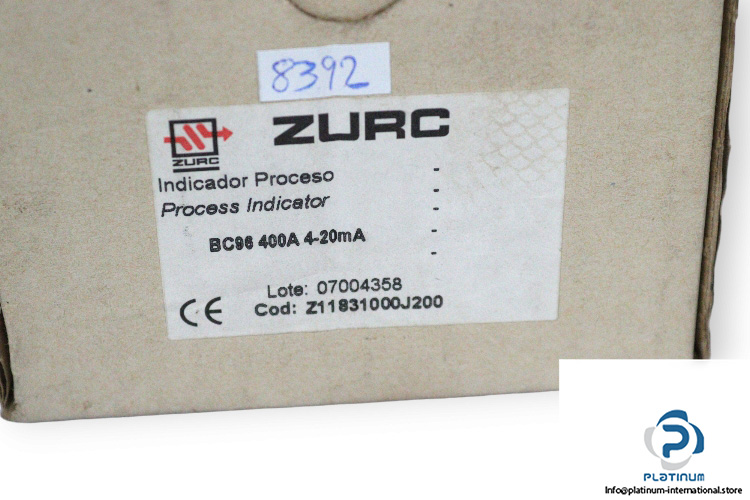 8392
ZURC
ZURC
Indicador Proceso -
-
Process Indicator -
BC96 400A 4-20mA -
-
Lote: 07004358
CE Cod: Z11831000J200
P
PLATINUM
Info@platinum-international.store